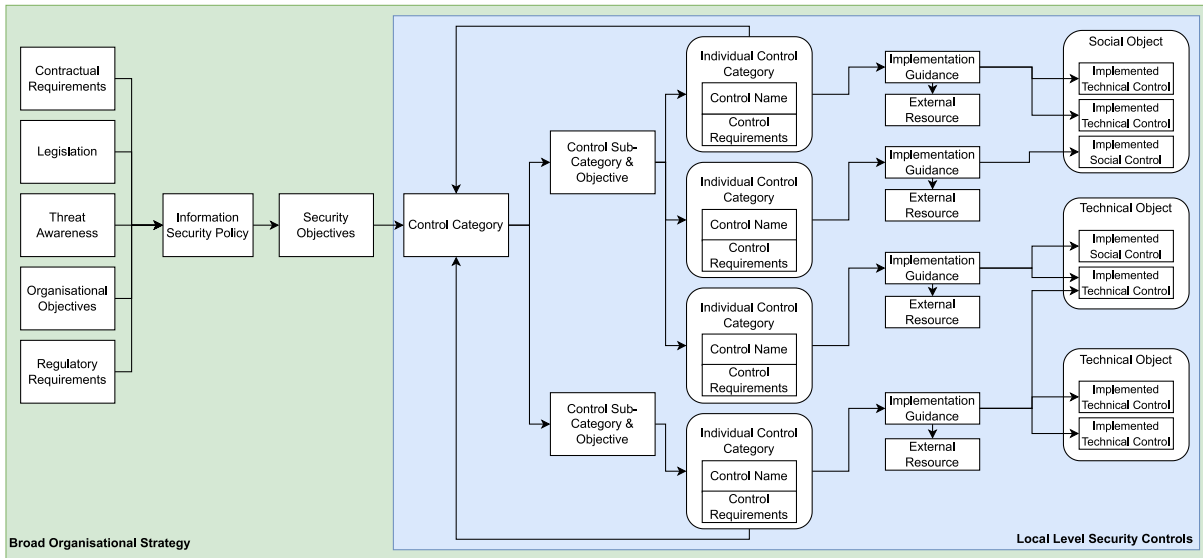 Contractual
Requirements
Legislation
Threat
Awareness
Organisational
Objectives
Regulatory
Requirements
Information
Security Policy
Security
Objectives
Control Category
Control Sub-
Category &
Objective
Control Sub-
Category &
Objective
Individual Control
Category
Control Name
Control
Requirements
Individual Control
Category
Control Name
Control
Requirements
Individual Control
Category
Control Name
Control
Requirements
Individual Control
Category
Control Name
Control
Requirements
Implementation
Guidance
External
Resource
Implementation
Guidance
External
Resource
Implementation
Guidance
External
Resource
Implementation
Guidance
External
Resource
Social Object
Implemented
Technical Control
Implemented
Technical Control
Implemented
Social Control
Technical Object
Implemented
Social Control
Implemented
Technical Control
Technical Object
Implemented
Technical Control
Implemented
Technical Control
Broad Organisational Strategy
Local Level Security Controls